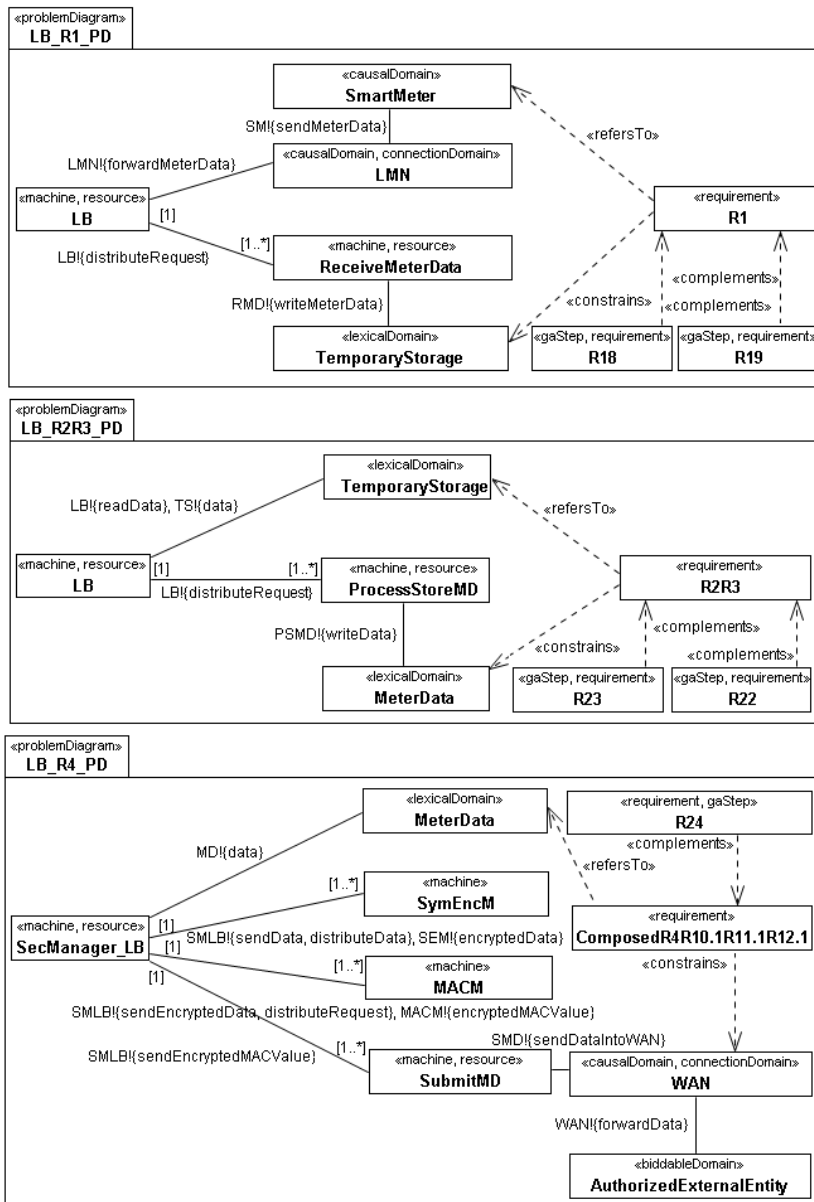 «problemDiagram»
LB_R1_PD
«causalDomain»
SmartMeter
SM!{sendMeterData}
«refersTo»
LMN!{forwardMeterData}
«causalDomain, connectionDomain»
LMN
«machine, resource»
LB
[1]
«requirement»
R1
LB!{distributeRequest}
[1..*]
«machine, resource»
ReceiveMeterData
«complements»
RMD!{writeMeterData}
«constrains»
«complements»
«lexicalDomain»
TemporaryStorage
«gaStep, requirement»
R18
«gaStep, requirement»
R19
«problemDiagram»
LB_R2R3_PD
«lexicalDomain»
TemporaryStorage
LB!{readData}, TS!{data}
«refersTo»
«machine, resource»
LB
[1]
[1..*]
LB!{distributeRequest}
«machine, resource»
ProcessStoreMD
«requirement»
R2R3
PSMD!{writeData}
«complements»
«constrains»
«complements»
«lexicalDomain»
MeterData
«gaStep, requirement»
R23
«gaStep, requirement»
R22
«problemDiagram»
LB_R4_PD
«lexicalDomain»
MeterData
«requirement, gaStep»
R24
MD!{data}
«complements»
«refersTo»
[1..*]
«machine»
SymEncM
«machine, resource»
SecManager_LB
[1]
SMLB!{sendData, distributeData}, SEM!{encryptedData}
«requirement»
ComposedR4R10.1R11.1R12.1
[1]
[1..*]
«constrains»
[1]
«machine»
MACM
SMLB!{sendEncryptedData, distributeRequest}, MACM!{encryptedMACValue}
SMD!{sendDataIntoWAN}
SMLB!{sendEncryptedMACValue}
[1..*]
«machine, resource»
SubmitMD
«causalDomain, connectionDomain»
WAN
WAN!{forwardData}
«biddableDomain»
AuthorizedExternalEntity